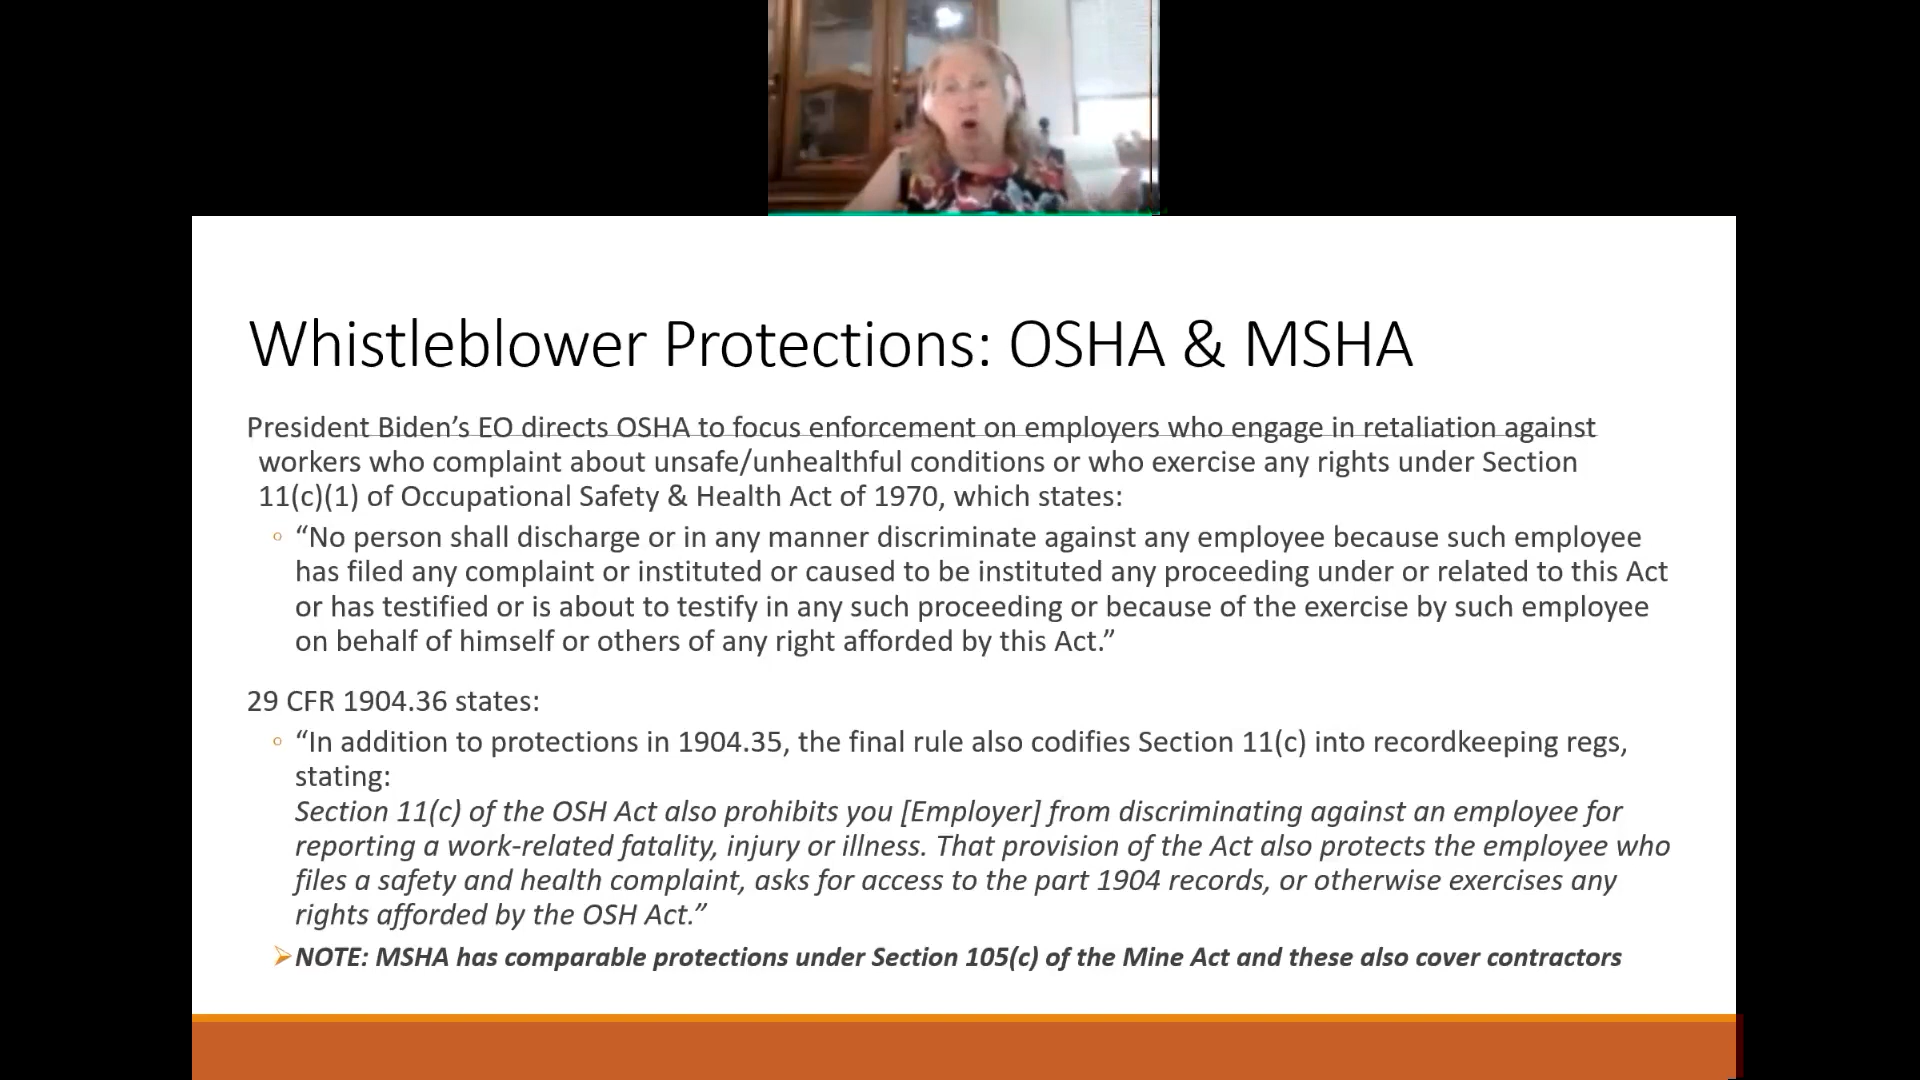 Whistleblower Protections: OSHA & MSHA
President Biden’s EO directs OSHA to focus enforcement on employers who engage in retaliation against
workers who complaint about unsafe/unhealthful conditions or who exercise any rights under Section
11(c)(1) of Occupational Safety & Health Act of 1970, which states:
◦ “No person shall discharge or in any manner discriminate against any employee because such employee
has filed any complaint or instituted or caused to be instituted any proceeding under or related to this Act
or has testified or is about to testify in any such proceeding or because of the exercise by such employee
on behalf of himself or others of any right afforded by this Act.”
29 CFR 1904.36 states:
◦ “In addition to protections in 1904.35, the final rule also codifies Section 11(c) into recordkeeping regs,
stating:
Section 11(c) of the OSH Act also prohibits you [Employer] from discriminating against an employee for
reporting a work-related fatality, injury or illness. That provision of the Act also protects the employee who
files a safety and health complaint, asks for access to the part 1904 records, or otherwise exercises any
rights afforded by the OSH Act.”
➢NOTE: MSHA has comparable protections under Section 105(c) of the Mine Act and these also cover contractors